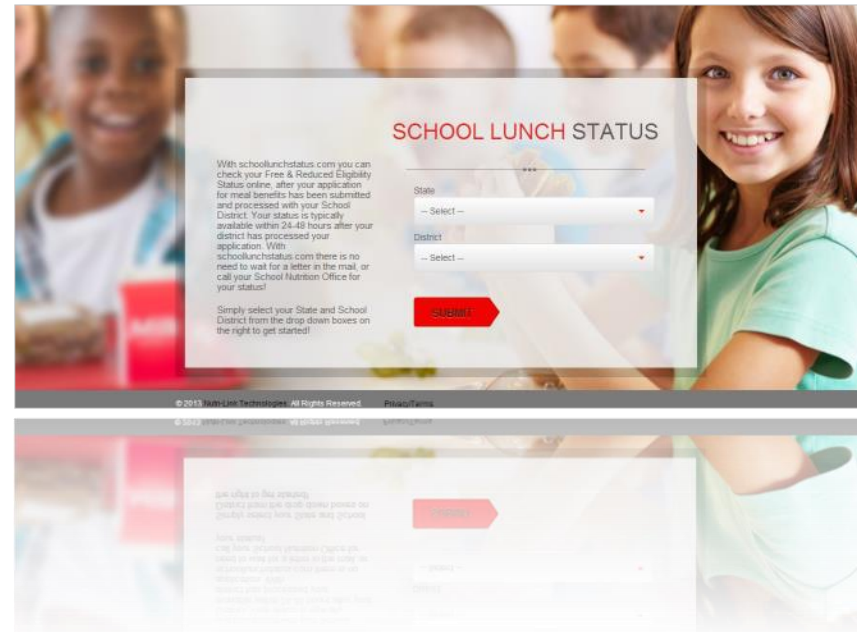 SCHOOL LUNCH STATUS
With schoollunchstatus.com you can
check your Free & Reduced Eligibility
Status online, after your application
for meal benefits has been submitted
and processed with your School
District. Your status is typically
available within 24-48 hours after your
district has processed your
application. With
schoollunchstatus.com there is no
need to wait for a letter in the mail, or
call your School Nutrition Office for
your status!
Simply select your State and School
District from the drop down boxes on
the right to get started!
State
-- Select --
District
-- Select --
SUBMIT
© 2013 Nutri-Link Technologies All Rights Reserved. Privacy/Terms